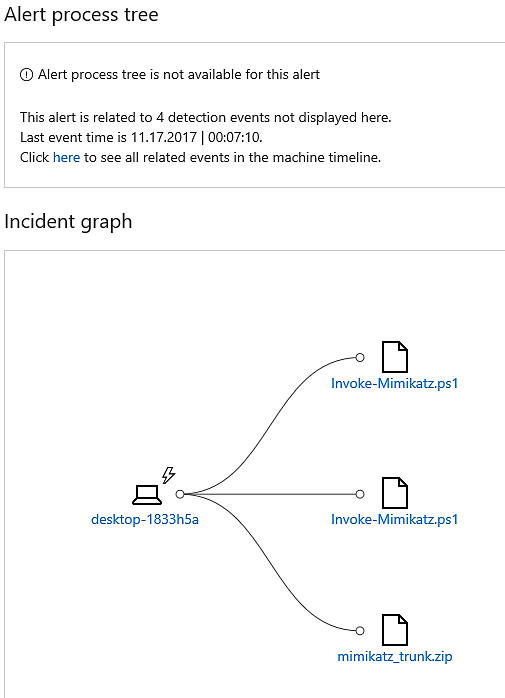 Alert process tree
Alert process tree is not available for this alert
This alert is related to 4 detection events not displayed here.
Last event time is 11.17.2017 | 00:07:10.
Click here to see all related events in the machine timeline.
Incident graph
Invoke-Mimikatz.ps1
desktop-1833h5a
Invoke-Mimikatz.ps1
mimikatz_trunk.zip